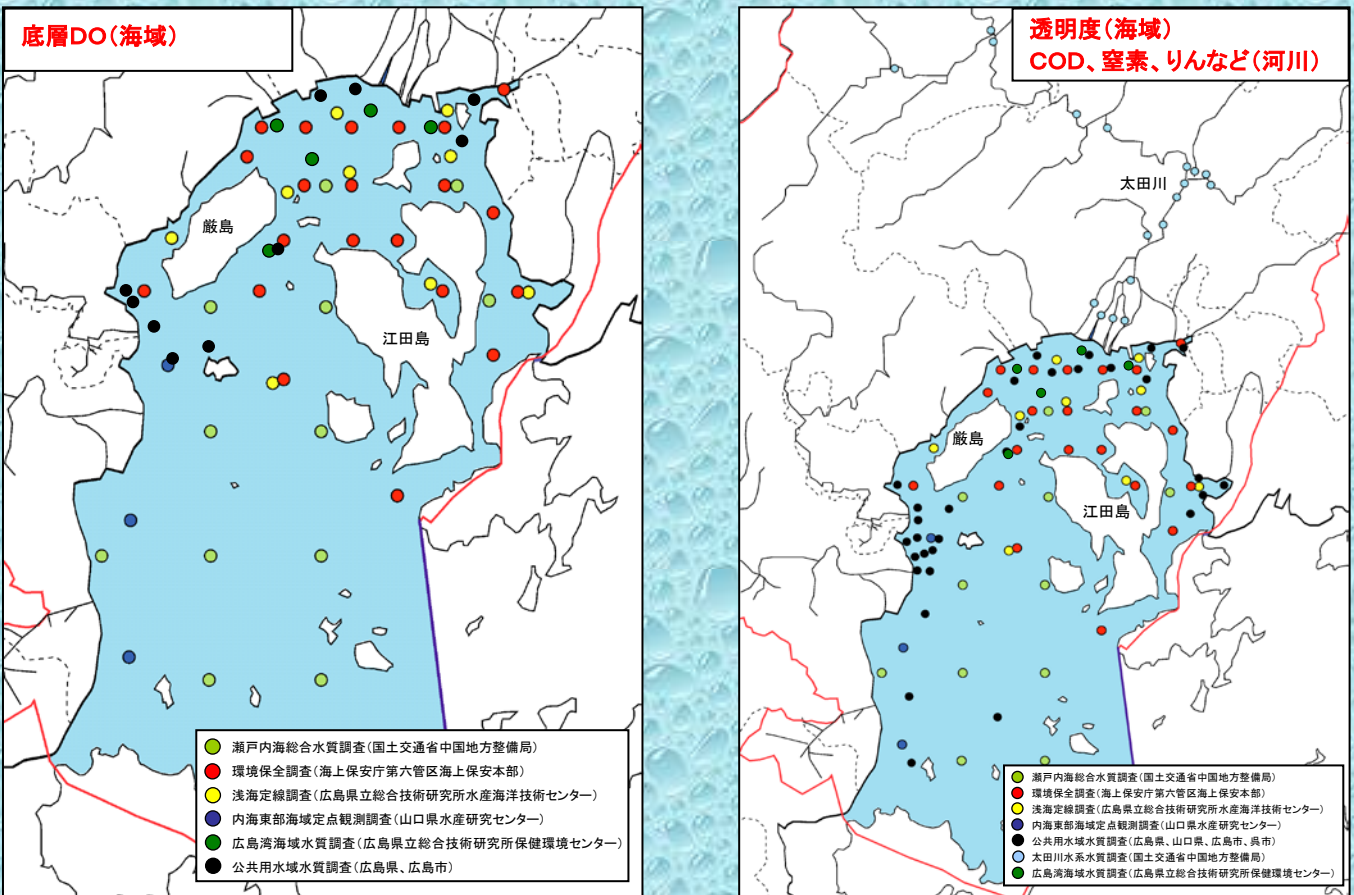 底層DO(海域)
厳島
江田島
瀬戸内海総合水質調査(国土交通省中国地方整備局)
環境保全調査(海上保安庁第六管区海上保安本部)
浅海定線調査(広島県立総合技術研究所水産海洋技術センター)
内海東部海域定点観測調査(山口県水産研究センター)
広島湾海域水質調査(広島県立総合技術研究所保健環境センター)
公共用水域水質調査(広島県、広島市)
透明度(海域)
COD、窒素、りんなど(河川)
太田川
厳島
江田島
瀬戸内海総合水質調査(国土交通省中国地方整備局)
環境保全調査(海上保安庁第六管区海上保安本部)
浅海定線調査(広島県立総合技術研究所水産海洋技術センター)
内海東部海域定点観測調査(山口県水産研究センター)
公共用水域水質調査(広島県、山口県、広島市、呉市)
太田川水系水質調査(国土交通省中国地方整備局)
広島湾海域水質調査(広島県立総合技術研究所保健環境センター)